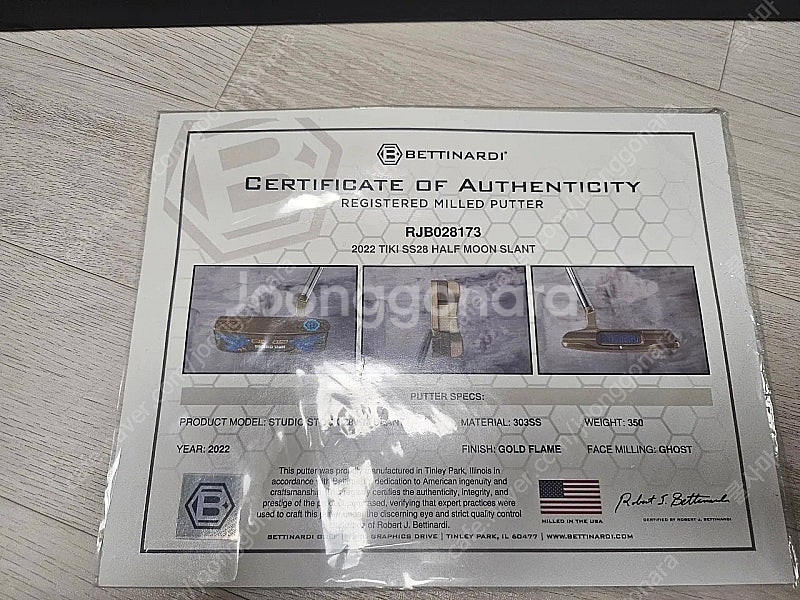 BETTINARDI
CERTIFICATE OF AUTHENTICITY
REGISTERED MILLED PUTTER
RJB028173
2022 TIKI SS28 HALF MOON SLANT
Joonggonara
PUTTER SPECS:
PRODUCT MODEL: STUDIO MATERIAL: 303SS WEIGHT: 350
YEAR: 2022 FINISH: GOLD FLAME FACE MILLING: GHOST
This putter was manufactured in Tinley Park, Illinois in
accordance dedication to American ingenuity and
craftsmanship certifies the authenticity, integrity, and
prestige of the verifying that expert practices were
used to craft this discerning eye and strict quality control
of Robert J. Bettinardi.
BETTINARDI GRAPHICS DRIVE | TINLEY PARK, IL 60477 | WWW.BETTINARDI.COM
MILLED IN THE USA
Robert J. Bettinardi
CERTIFIED BY ROBERT J. BETTINARDI